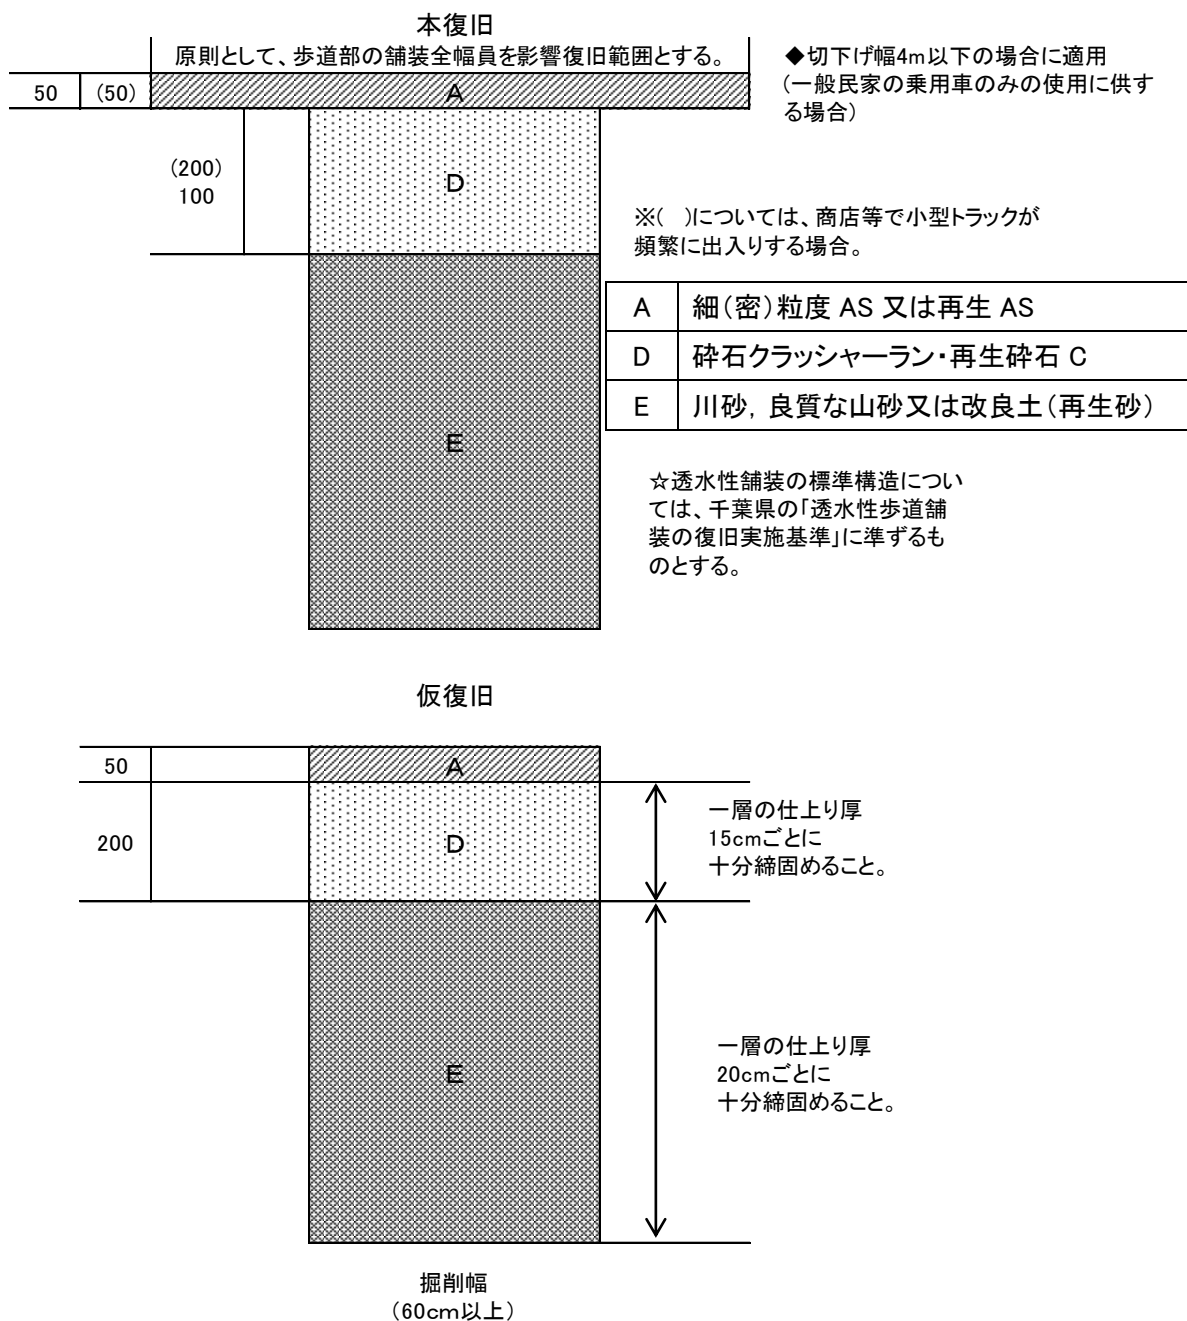 本復旧
原則として、歩道部の舗装全幅員を影響復旧範囲とする。
◆切下げ幅4m以下の場合に適用
(一般民家の乗用車のみの使用に供す
る場合)
50 (50) A
(200)
100
D
※( )については、商店等で小型トラックが
頻繁に出入りする場合。
A 細(密)粒度 AS 又は再生 AS
D 砕石クラッシャーラン・再生砕石 C
E 川砂, 良質な山砂又は改良土(再生砂)
E
☆透水性舗装の標準構造につい
ては、千葉県の「透水性歩道舗
装の復旧実施基準」に準ずるも
のとする。
仮復旧
50 A
200 D
一層の仕上り厚
15cmごとに
十分締固めること。
E
一層の仕上り厚
20cmごとに
十分締固めること。
掘削幅
(60cm以上)